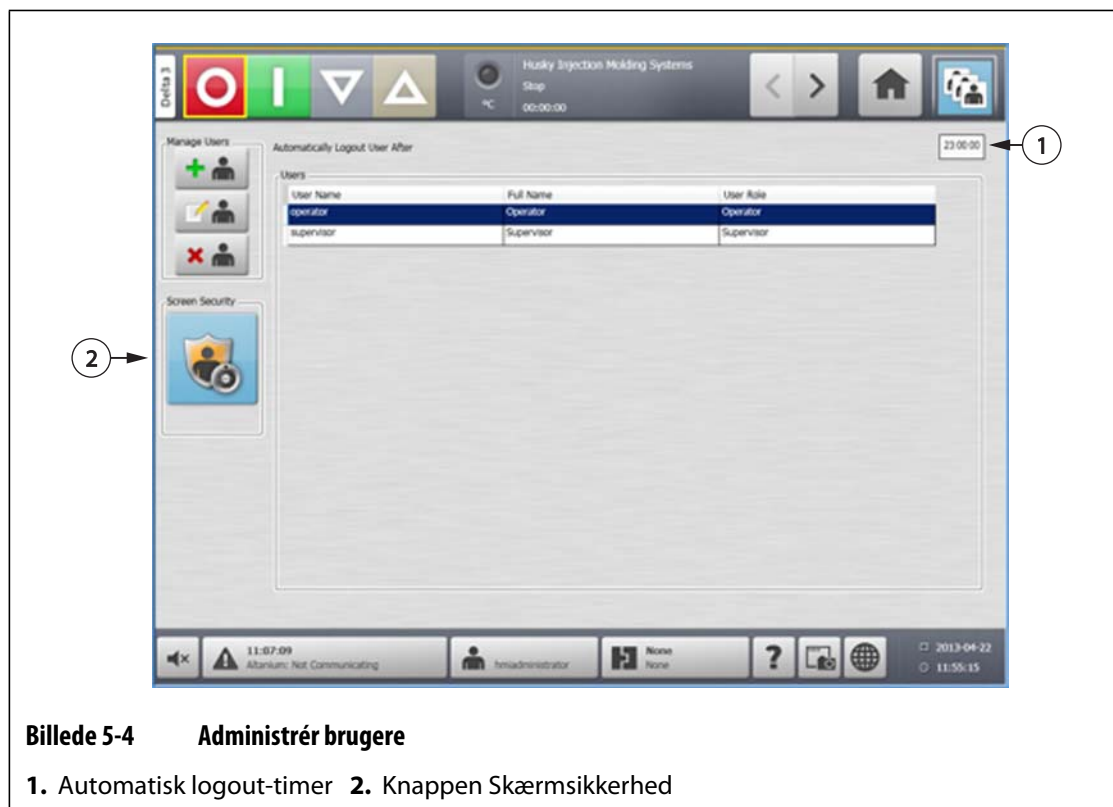 Delta 3
Husky Injection Molding Systems
Stop
°C
00:00:00
Manage Users
Automatically Logout User After
23:00:00
1
Users
User Name Full Name User Role
operator Operator Operator
supervisor Supervisor Supervisor
Screen Security
2
11:07:09
Altanium: Not Communicating
hmiadministrator
None
None
?
2013-04-22
11:55:15
Billede 5-4 Administrér brugere
1. Automatisk logout-timer 2. Knappen Skærmsikkerhed